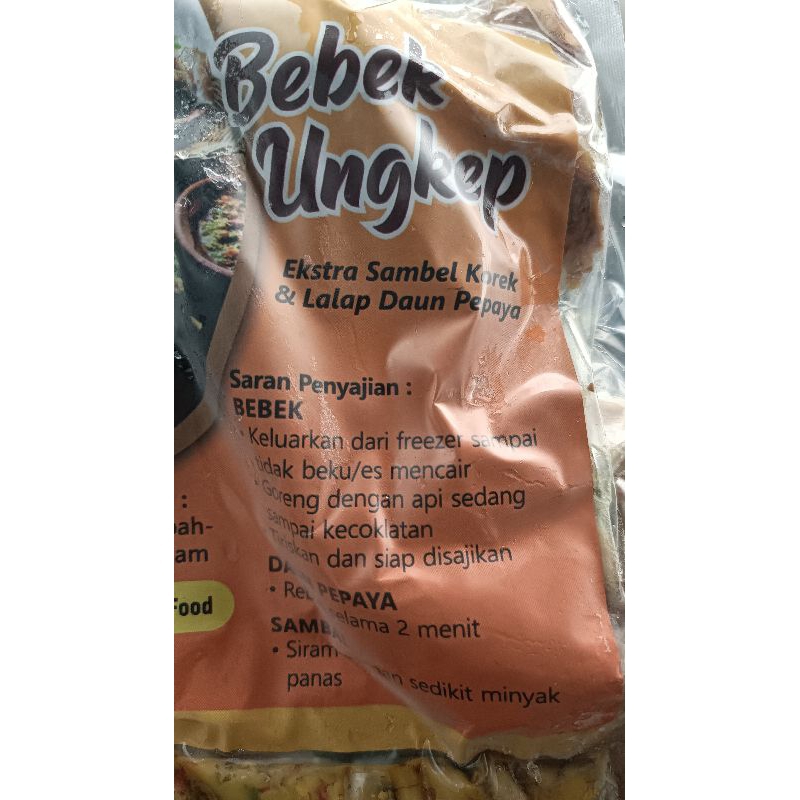 Bebek
Ungkep
Ekstra Sambel Korek
& Lalap Daun Pepaya
Saran Penyajian :
BEBEK
• Keluarkan dari freezer sampai
tidak beku/es mencair
• Goreng dengan api sedang
sampai kecoklatan
Tiriskan dan siap disajikan
PEPAYA
• selama 2 menit
• Siram sedikit minyak
panas
:
am
Food